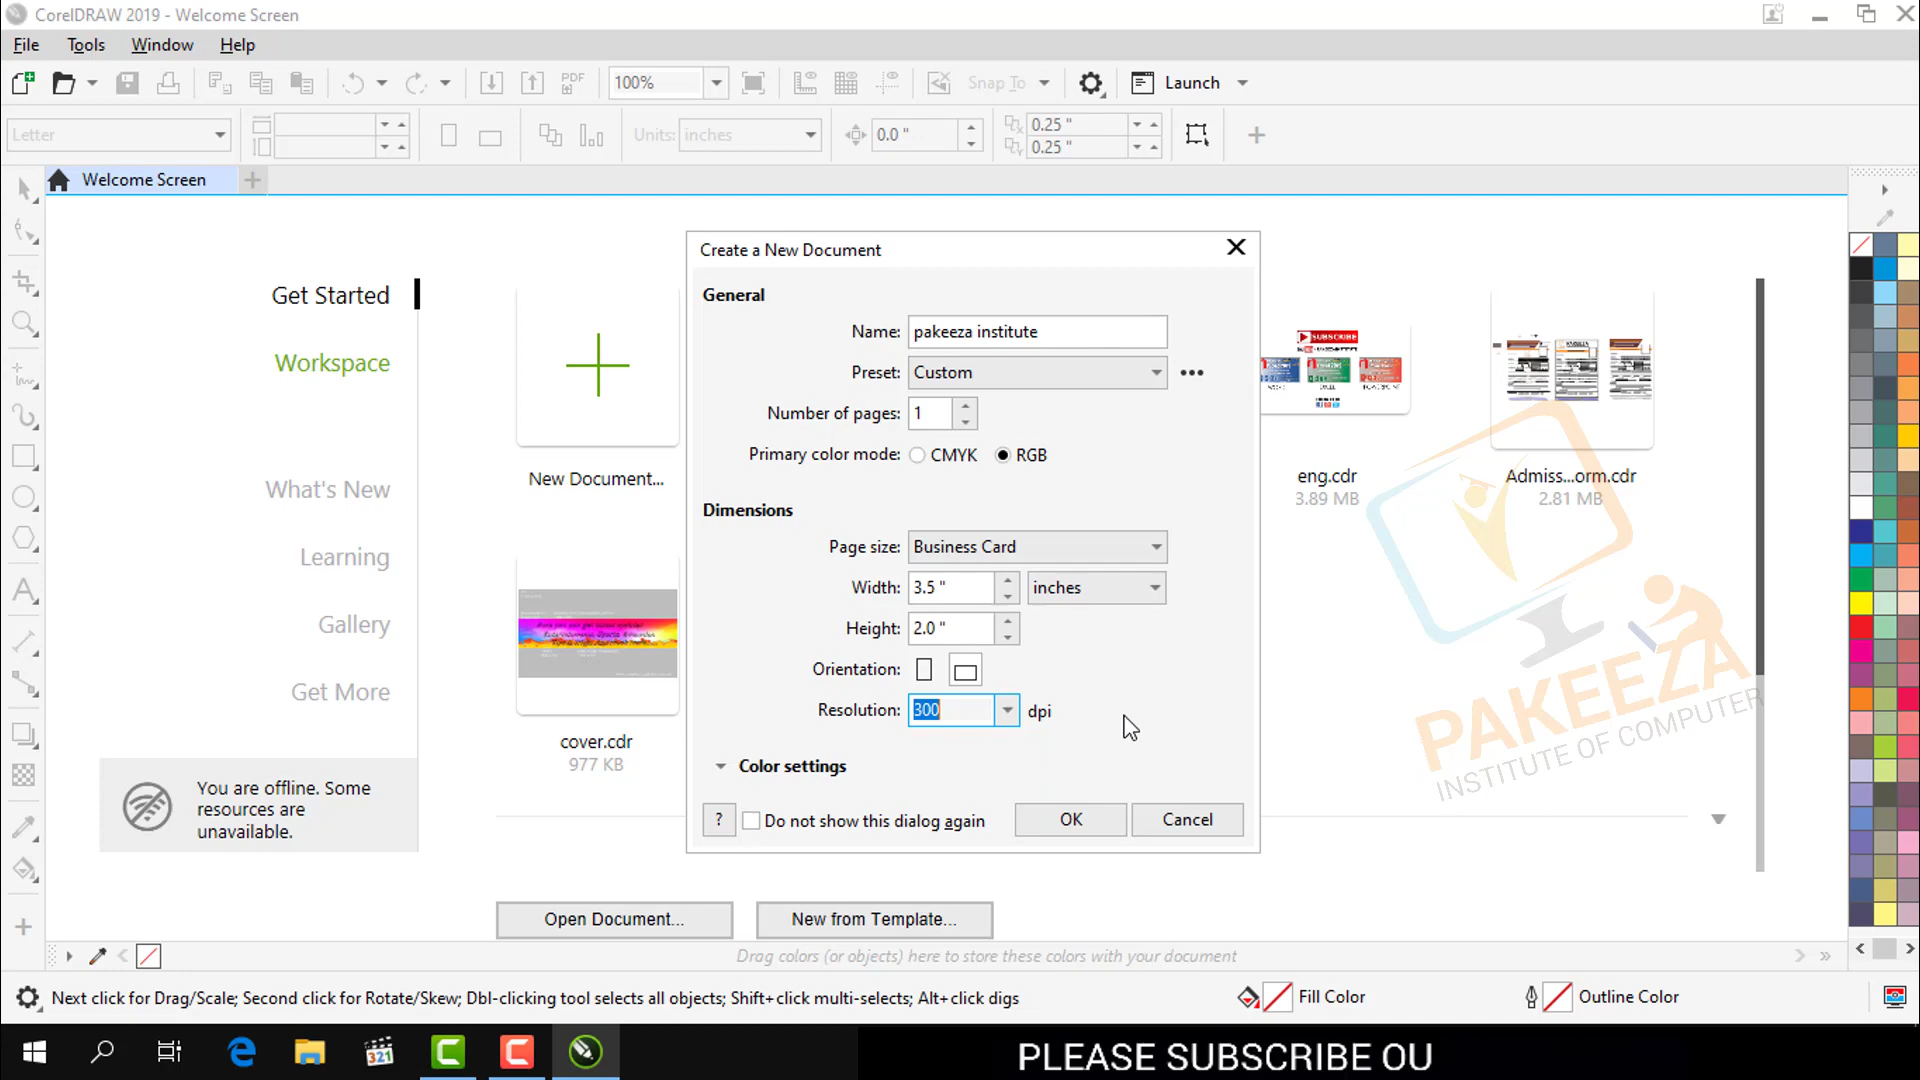 CorelDRAW 2019 - Welcome Screen
File Tools Window Help
PDF 100% Snap To Launch
Letter Units: inches 0.0 " 0.25 "
0.25 "
Welcome Screen
Get Started
Workspace
What's New
Learning
Gallery
Get More
You are offline. Some
resources are
unavailable.
New Document...
cover.cdr
977 KB
Create a New Document
General
Name: pakeeza institute
Preset: Custom
Number of pages: 1
Primary color mode: CMYK RGB
Dimensions
Page size: Business Card
Width: 3.5 " inches
Height: 2.0 "
Orientation:
Resolution: 300 dpi
Color settings
? Do not show this dialog again OK Cancel
SUBSCRIBE
eng.cdr
3.89 MB
Admiss...orm.cdr
2.81 MB
PAKEEZA
INSTITUTE OF COMPUTER
Open Document... New from Template...
Drag colors (or objects) here to store these colors with your document
Next click for Drag/Scale; Second click for Rotate/Skew; Dbl-clicking tool selects all objects; Shift+click multi-selects; Alt+click digs
Fill Color Outline Color
321
PLEASE SUBSCRIBE OU